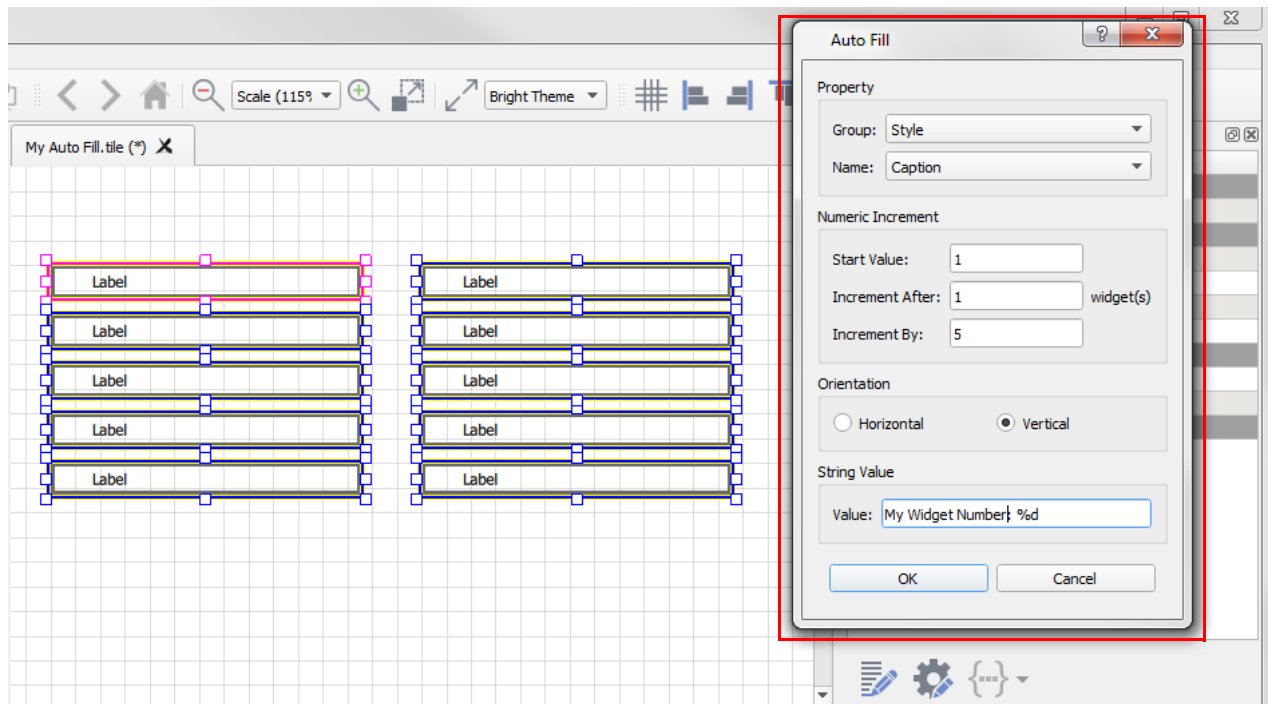 Scale (115%
Bright Theme
My Auto Fill.tile (*)
Label
Label
Label
Label
Label
Label
Label
Label
Label
Label
Auto Fill
Property
Group: Style
Name: Caption
Numeric Increment
Start Value: 1
Increment After: 1 widget(s)
Increment By: 5
Orientation
Horizontal Vertical
String Value
Value: My Widget Number: %d
OK Cancel